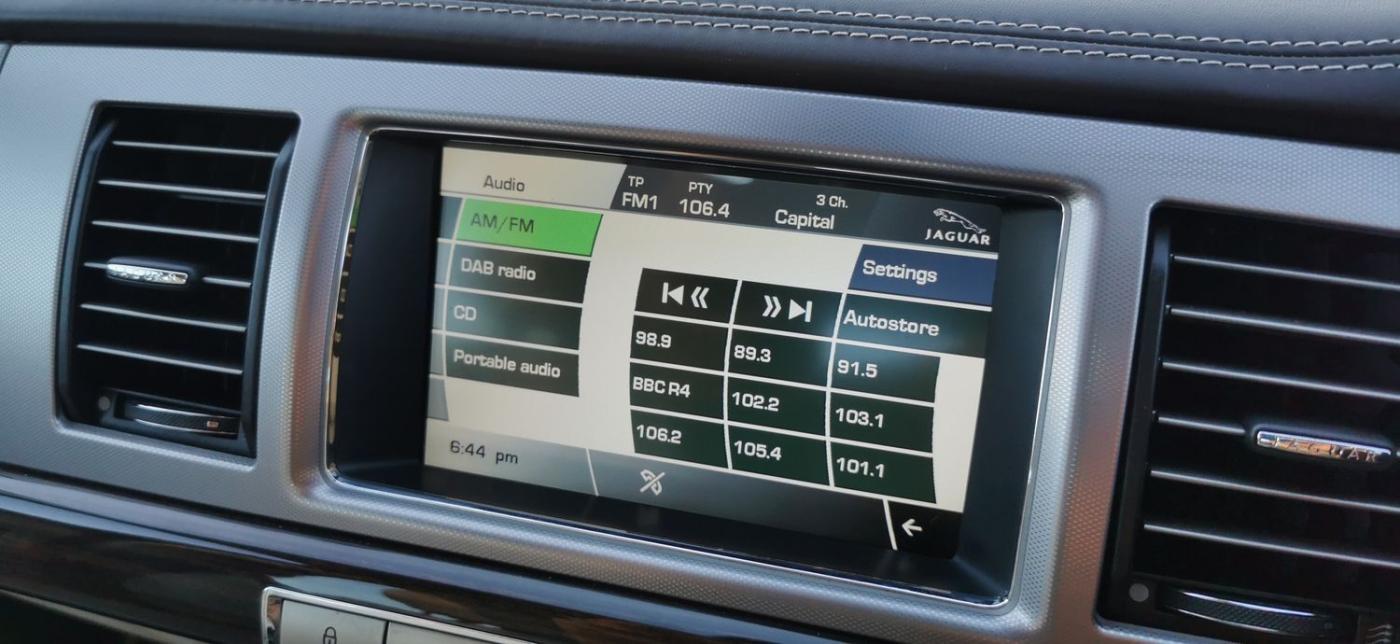 Audio
TP PTY 3 Ch.
FM1 106.4 Capital
JAGUAR
AM/FM
Settings
DAB radio
Autostore
CD
98.9 89.3 91.5
Portable audio
BBC R4 102.2 103.1
106.2 105.4 101.1
6:44 pm
JAGUAR